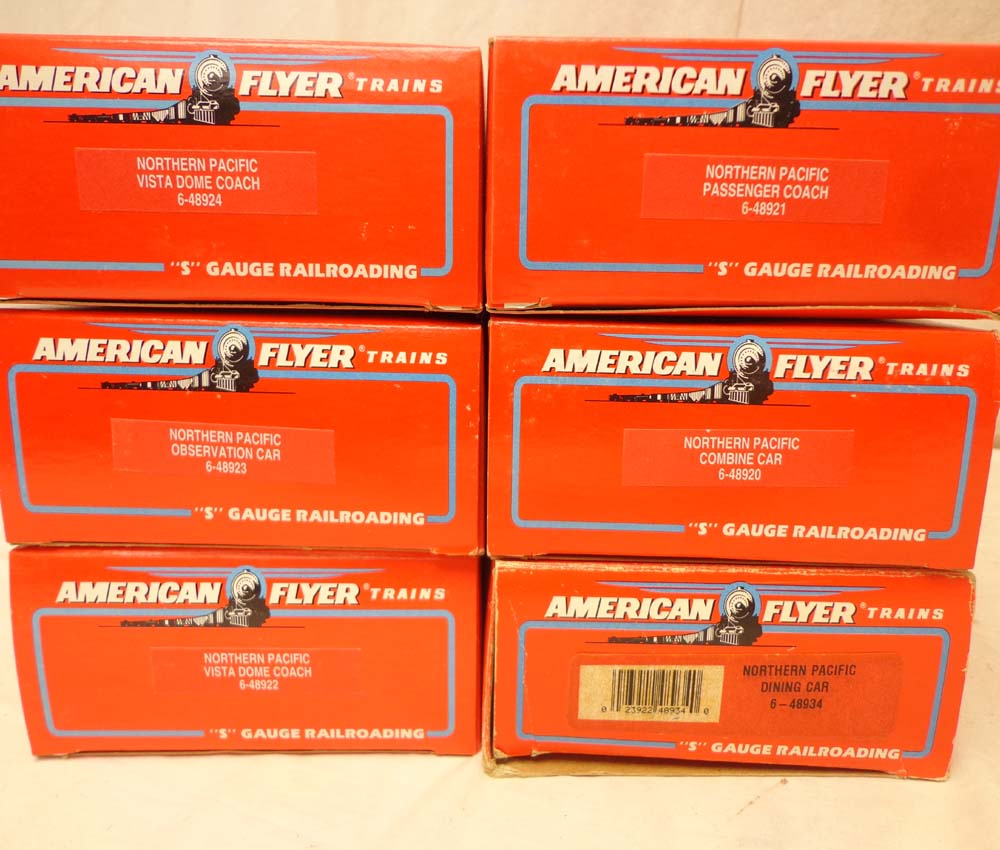 AMERICAN FLYER ® TRAINS
NORTHERN PACIFIC
VISTA DOME COACH
6-48924
"S" GAUGE RAILROADING
AMERICAN FLYER ® TRAINS
NORTHERN PACIFIC
PASSENGER COACH
6-48921
"S" GAUGE RAILROADING
AMERICAN FLYER ® TRAINS
NORTHERN PACIFIC
OBSERVATION CAR
6-48923
"S" GAUGE RAILROADING
AMERICAN FLYER ® TRAINS
NORTHERN PACIFIC
COMBINE CAR
6-48920
"S" GAUGE RAILROADING
AMERICAN FLYER ® TRAINS
NORTHERN PACIFIC
VISTA DOME COACH
6-48922
"S" GAUGE RAILROADING
AMERICAN FLYER ® TRAINS
NORTHERN PACIFIC
DINING CAR
6-48934
0 23922 48934 0
"S" GAUGE RAILROADING